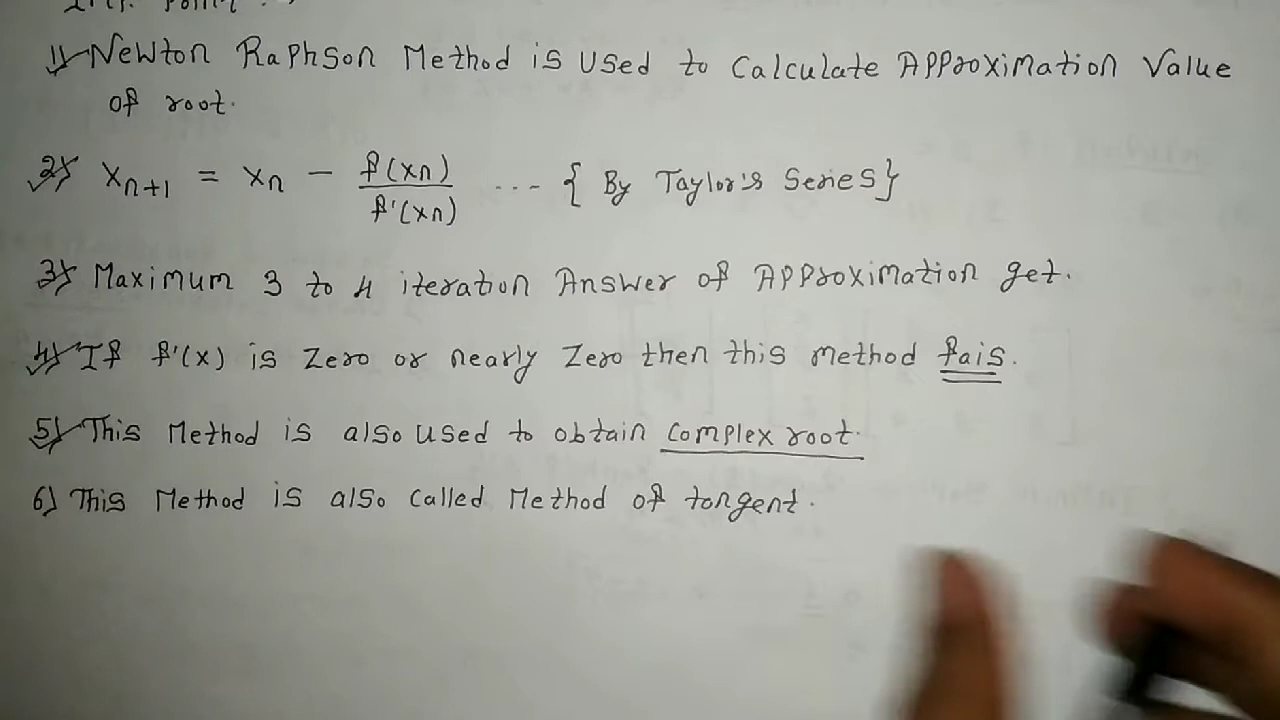 1) Newton Raphson Method is used to Calculate Approximation Value
of root.
2) Xn+1 = Xn - f(Xn)/f'(Xn) ... { By Taylor's Series}
3) Maximum 3 to 4 iteration Answer of Approximation get.
4) If f'(x) is Zero or nearly Zero then this method fais.
5) This Method is also used to obtain Complex root.
6) This Method is also Called Method of tangent.